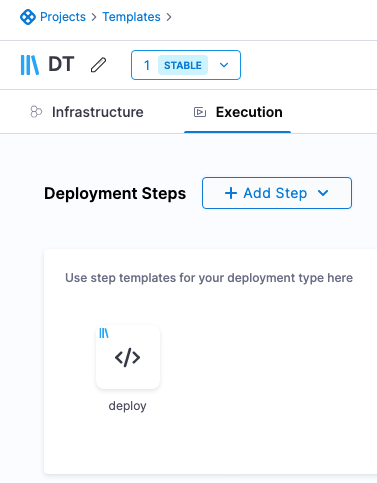 Projects > Templates >
DT 1 STABLE
Infrastructure Execution
Deployment Steps + Add Step
Use step templates for your deployment type here
</>
deploy